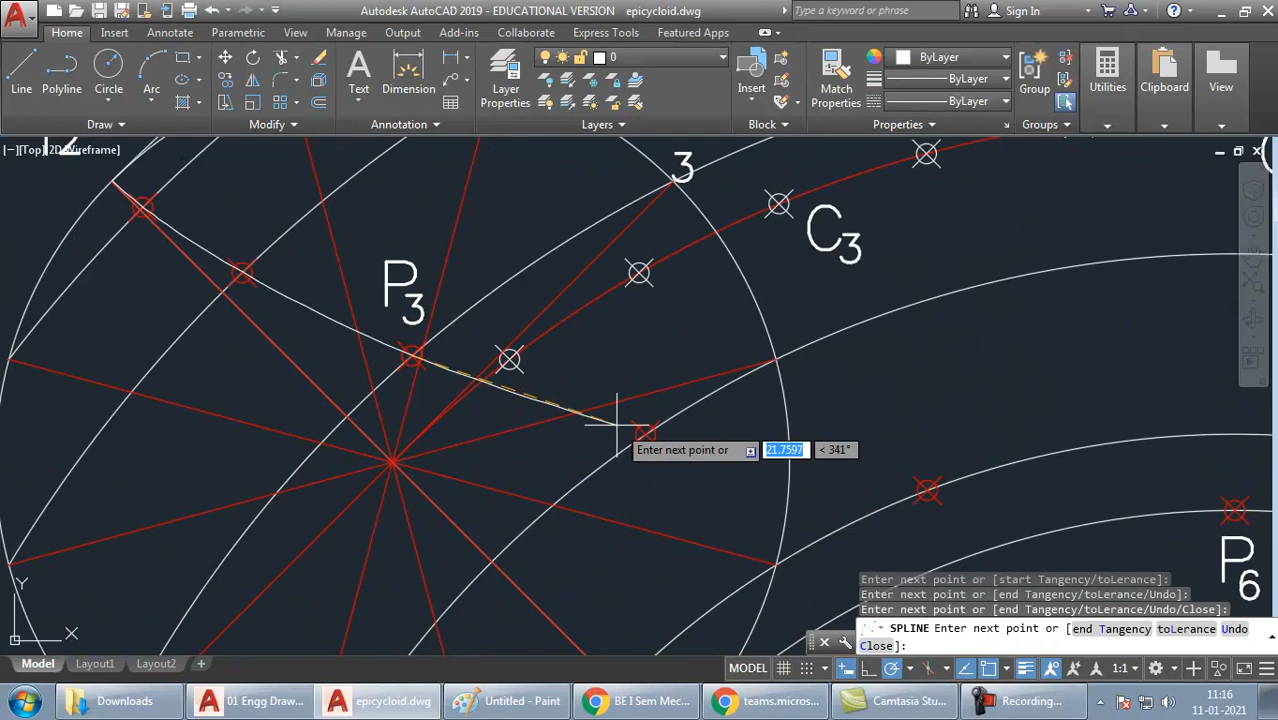 Autodesk AutoCAD 2019 - EDUCATIONAL VERSION epicycloid.dwg
Type a keyword or phrase
Sign In
Home Insert Annotate Parametric View Manage Output Add-ins Collaborate Express Tools Featured Apps
Line Polyline Circle Arc
Text Dimension
Layer Properties
0
Insert
Match Properties
ByLayer
ByLayer
ByLayer
Group
Utilities
Clipboard
View
Draw Modify Annotation Layers Block Properties Groups
[−][Top][2D Wireframe]
3
C3
P3
Enter next point or 21.7597 < 341°
P6
Y
X
Enter next point or [start Tangency/toLerance]:
Enter next point or [end Tangency/toLerance/Undo]:
Enter next point or [end Tangency/toLerance/Undo/Close]:
SPLINE Enter next point or [end Tangency toLerance Undo
Close]:
Model Layout1 Layout2 +
MODEL 1:1
Downloads 01 Engg Draw... epicycloid.dwg Untitled - Paint BE I Sem Mec... teams.micros... Camtasia Stu... Recording...
11:16
11-01-2021